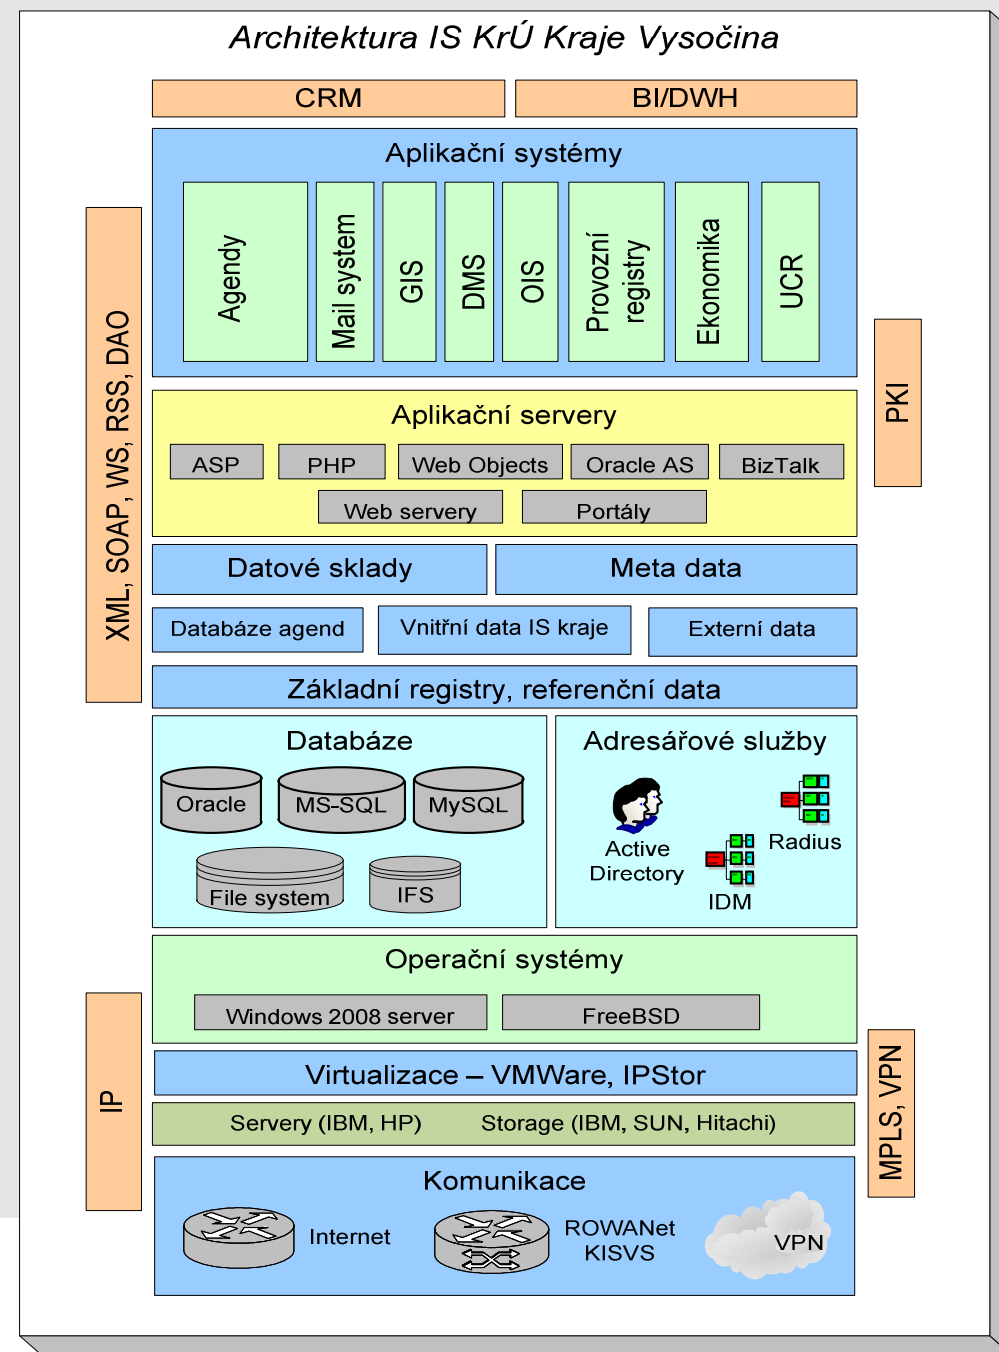 Architektura IS KrÚ Kraje Vysočina
CRM
BI/DWH
Aplikační systémy
Agendy
Mail system
GIS
DMS
OIS
Provozní
registry
Ekonomika
UCR
XML, SOAP, WS, RSS, DAO
PKI
Aplikační servery
ASP
PHP
Web Objects
Oracle AS
BizTalk
Web servery
Portály
Datové sklady
Meta data
Databáze agend
Vnitřní data IS kraje
Externí data
Základní registry, referenční data
Databáze
Oracle
MS-SQL
MySQL
File system
IFS
Adresářové služby
Active
Directory
Radius
IDM
Operační systémy
Windows 2008 server
FreeBSD
IP
MPLS, VPN
Virtualizace – VMWare, IPStor
Servery (IBM, HP)
Storage (IBM, SUN, Hitachi)
Komunikace
Internet
ROWANet
KISVS
VPN